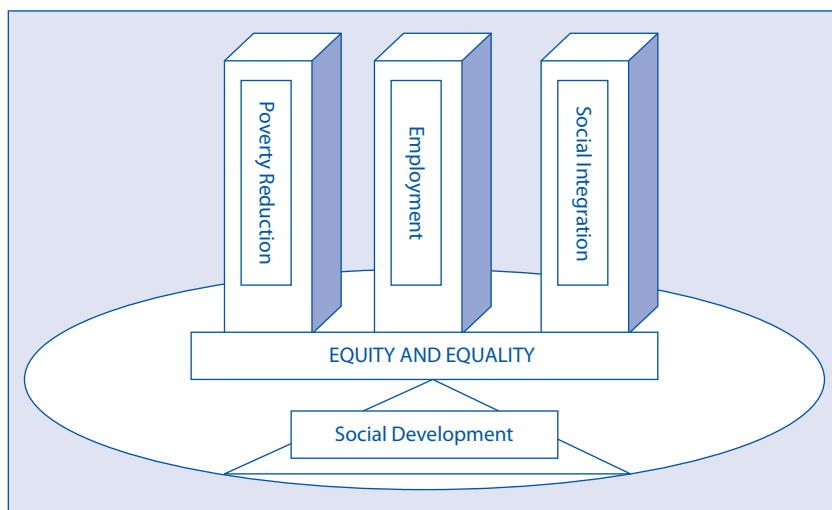 Poverty Reduction
Employment
Social Integration
EQUITY AND EQUALITY
Social Development